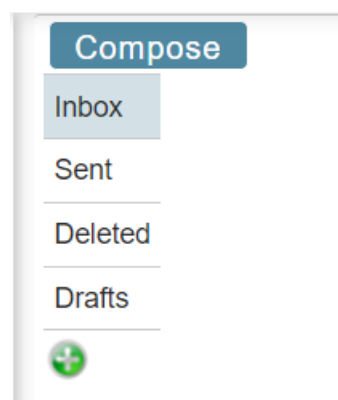 Compose
Inbox
Sent
Deleted
Drafts